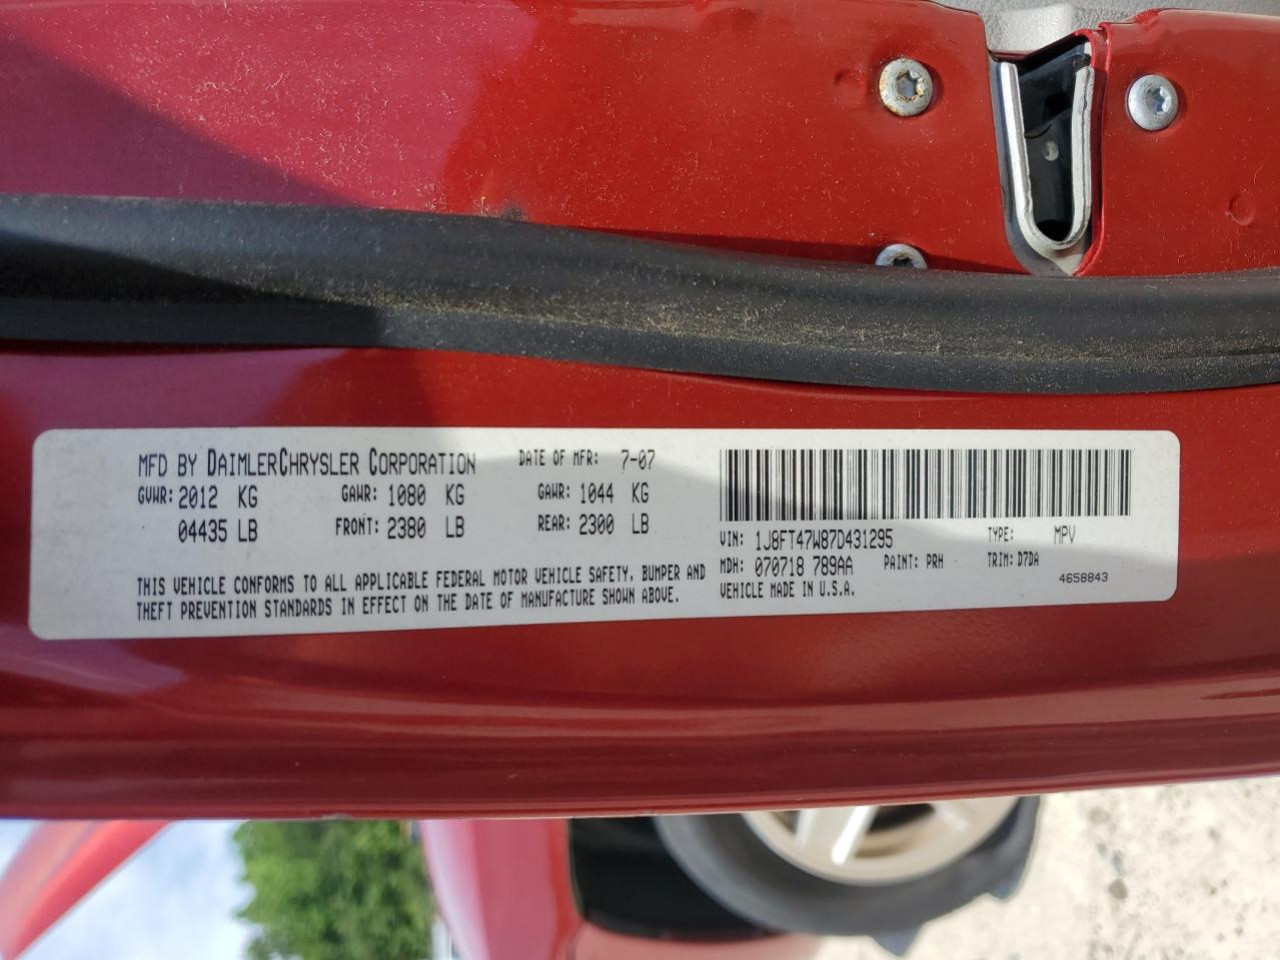 MFD BY DAIMLERCHRYSLER CORPORATION DATE OF MFR: 7-07
GVWR: 2012 KG GAWR: 1080 KG GAWR: 1044 KG
04435 LB FRONT: 2380 LB REAR: 2300 LB
THIS VEHICLE CONFORMS TO ALL APPLICABLE FEDERAL MOTOR VEHICLE SAFETY, BUMPER AND
THEFT PREVENTION STANDARDS IN EFFECT ON THE DATE OF MANUFACTURE SHOWN ABOVE.
VIN: 1J8FT47W87D431295 TYPE: MPV
MDH: 070718 789AA PAINT: PRH TRIM: D7DA
VEHICLE MADE IN U.S.A. 4658843